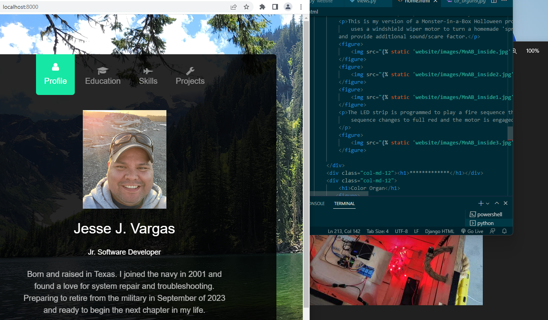 localhost:8000
Profile
Education
Skills
Projects
Jesse J. Vargas
Jr. Software Developer
Born and raised in Texas. I joined the navy in 2001 and
found a love for system repair and troubleshooting.
Preparing to retire from the military in September of 2023
and ready to begin the next chapter in my life.
<p>This is my version of a Monster-in-a-Box Halloween pro
uses a windshield wiper motor to turn a homemade
and provide additional sound/scare factor.</p>
<figure>
<img src="{% static 'website/images/MoAB_inside.jpg'
</figure>
<figure>
<img src="{% static 'website/images/MoAB_inside2.jpg'
</figure>
<figure>
<img src="{% static 'website/images/MoAB_inside1.jpg'
</figure>
<p>The LED strip is programmed to play a fire sequence th
sequence changes to full red and the motor is engaged
</p>
<figure>
<img src="{% static 'website/images/MoAB_inside3.jpg'
</figure>
</div>
<div class="col-md-12"><h1>*************</h1></div>
<div class="col-md-12">
<h1>Color Organ</h1>
TERMINAL
powershell
python
Ln 213, Col 142 Tab Size: 4 UTF-8 LF Django HTML Go Live
100%